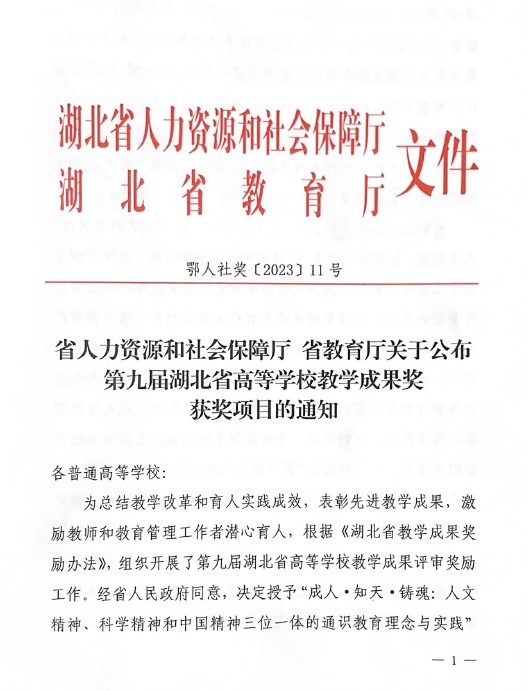 湖北省人力资源和社会保障厅
湖北省教育厅
文件
鄂人社奖〔2023〕11号
省人力资源和社会保障厅 省教育厅关于公布
第九届湖北省高等学校教学成果奖
获奖项目的通知
各普通高等学校：
为总结教学改革和育人实践成效，表彰先进教学成果，激
励教师和教育管理工作者潜心育人，根据《湖北省教学成果奖
励办法》，组织开展了第九届湖北省高等学校教学成果评审奖励
工作。经省人民政府同意，决定授予“成人·知天·铸魂：人文
精神、科学精神和中国精神三位一体的通识教育理念与实践”
— 1 —